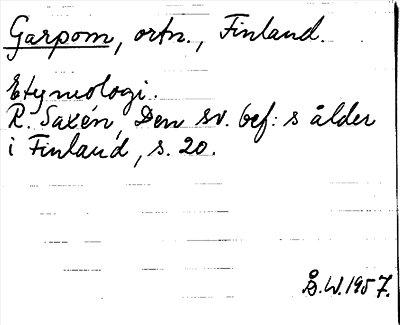 Garpom, ortn., Finland.
Etymologi.
R. Saxén, Den sv. bef:s ålder
i Finland, s. 20.
Å.W.1957.